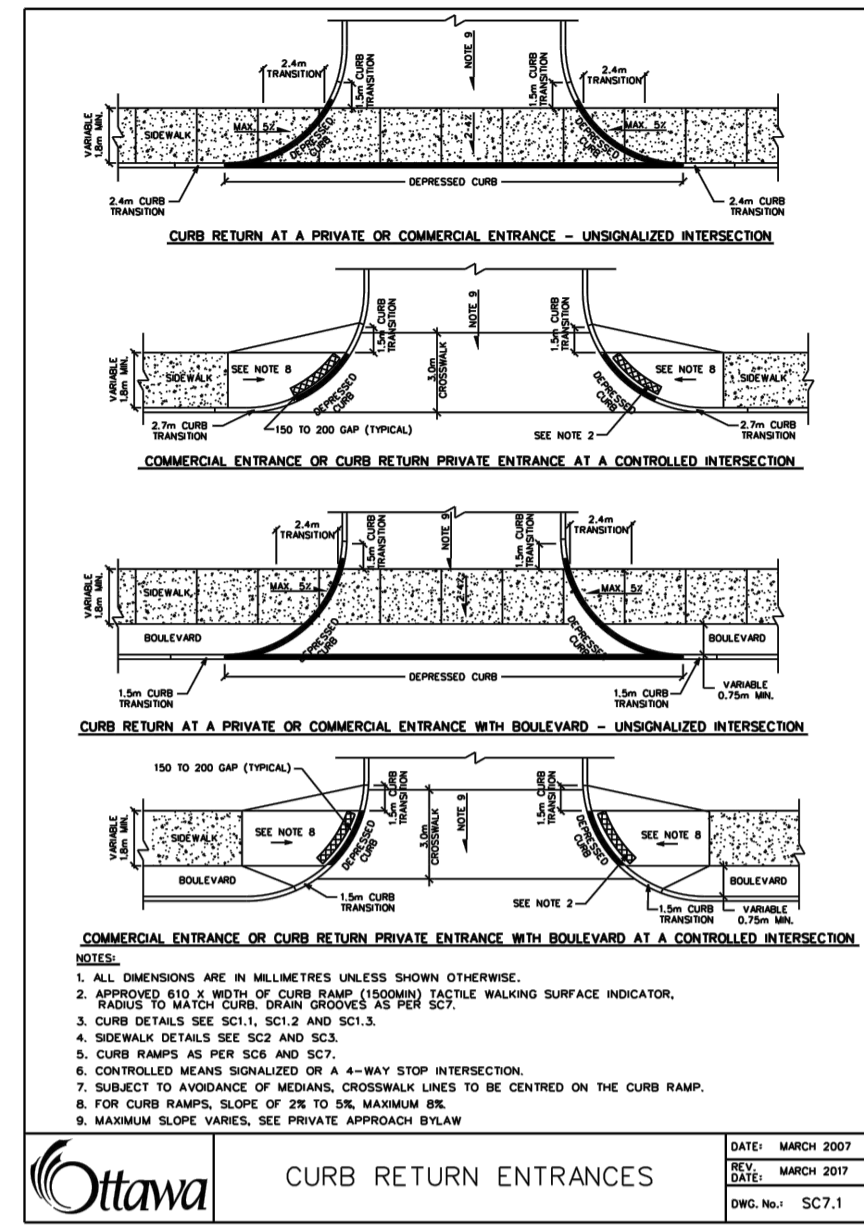 2.4m
TRANSITION
1.5m CURB
TRANSITION
NOTE 9
1.5m CURB
TRANSITION
2.4m
TRANSITION
VARIABLE
1.8m MIN.
SIDEWALK
MAX. 5%
DEPRESSED
CURB
2-4%
DEPRESSED
CURB
MAX. 5%
DEPRESSED CURB
2.4m CURB
TRANSITION
2.4m CURB
TRANSITION
CURB RETURN AT A PRIVATE OR COMMERCIAL ENTRANCE - UNSIGNALIZED INTERSECTION
1.5m CURB
TRANSITION
NOTE 9
1.5m CURB
TRANSITION
VARIABLE
1.8m MIN.
SIDEWALK
SEE NOTE 8
DEPRESSED
CURB
3.0m
CROSSWALK
DEPRESSED
CURB
SEE NOTE 8
SIDEWALK
2.7m CURB
TRANSITION
150 TO 200 GAP (TYPICAL)
SEE NOTE 2
2.7m CURB
TRANSITION
COMMERCIAL ENTRANCE OR CURB RETURN PRIVATE ENTRANCE AT A CONTROLLED INTERSECTION
2.4m
TRANSITION
1.5m CURB
TRANSITION
NOTE 9
1.5m CURB
TRANSITION
2.4m
TRANSITION
VARIABLE
1.8m MIN.
SIDEWALK
MAX. 5%
2-4%
MAX. 5%
BOULEVARD
DEPRESSED
CURB
DEPRESSED
CURB
BOULEVARD
DEPRESSED CURB
1.5m CURB
TRANSITION
1.5m CURB
TRANSITION
VARIABLE
0.75m MIN.
CURB RETURN AT A PRIVATE OR COMMERCIAL ENTRANCE WITH BOULEVARD - UNSIGNALIZED INTERSECTION
150 TO 200 GAP (TYPICAL)
1.5m CURB
TRANSITION
NOTE 9
1.5m CURB
TRANSITION
VARIABLE
1.8m MIN.
SIDEWALK
SEE NOTE 8
DEPRESSED
CURB
3.0m
CROSSWALK
DEPRESSED
CURB
SEE NOTE 8
SIDEWALK
BOULEVARD
BOULEVARD
1.5m CURB
TRANSITION
SEE NOTE 2
1.5m CURB
TRANSITION
VARIABLE
0.75m MIN.
COMMERCIAL ENTRANCE OR CURB RETURN PRIVATE ENTRANCE WITH BOULEVARD AT A CONTROLLED INTERSECTION
NOTES:
1. ALL DIMENSIONS ARE IN MILLIMETRES UNLESS SHOWN OTHERWISE.
2. APPROVED 610 X WIDTH OF CURB RAMP (1500MIN) TACTILE WALKING SURFACE INDICATOR,
RADIUS TO MATCH CURB. DRAIN GROOVES AS PER SC7.
3. CURB DETAILS SEE SC1.1, SC1.2 AND SC1.3.
4. SIDEWALK DETAILS SEE SC2 AND SC3.
5. CURB RAMPS AS PER SC6 AND SC7.
6. CONTROLLED MEANS SIGNALIZED OR A 4-WAY STOP INTERSECTION.
7. SUBJECT TO AVOIDANCE OF MEDIANS, CROSSWALK LINES TO BE CENTRED ON THE CURB RAMP.
8. FOR CURB RAMPS, SLOPE OF 2% TO 5%, MAXIMUM 8%.
9. MAXIMUM SLOPE VARIES, SEE PRIVATE APPROACH BYLAW
Ottawa
CURB RETURN ENTRANCES
DATE: MARCH 2007
REV.
DATE: MARCH 2017
DWG. No.: SC7.1